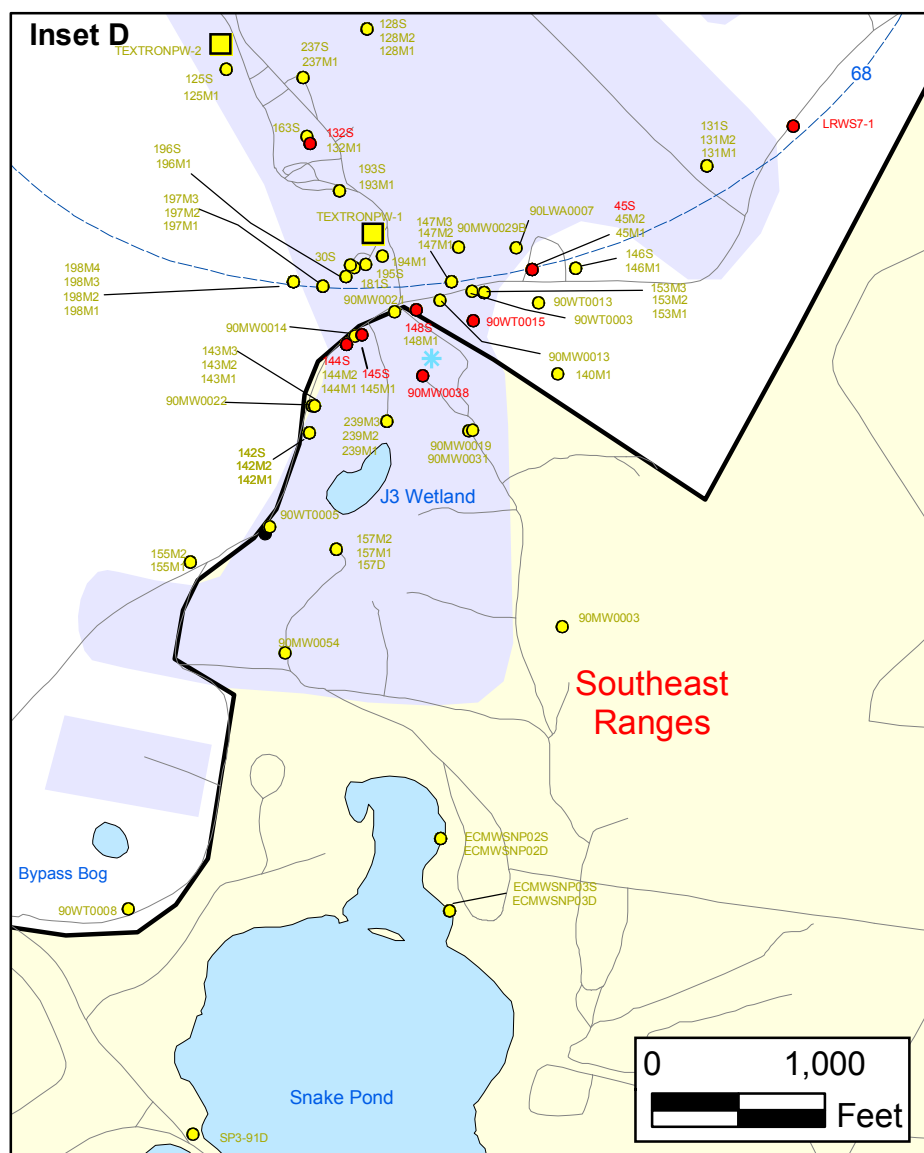 Inset D
TEXTRONPW-2
125S
125M1
237S
237M1
128S
128M2
128M1
68
LRWS7-1
163S
132S
132M1
131S
131M2
131M1
196S
196M1
193S
193M1
197M3
197M2
197M1
TEXTRONPW-1
147M3
147M2
147M1
90MW0029B
90LWA0007
45S
45M2
45M1
146S
146M1
30S
194M1
195S
181S
198M4
198M3
198M2
198M1
153M3
153M2
153M1
90WT0013
90WT0003
90MW0021
90MW0014
148S
148M1
90WT0015
90MW0013
140M1
143M3
143M2
143M1
144S
144M2
144M1
145S
145M1
90MW0038
90MW0022
239M3
239M2
239M1
90MW0019
90MW0031
142S
142M2
142M1
J3 Wetland
90WT0005
155M2
155M1
157M2
157M1
157D
90MW0003
90MW0054
Southeast
Ranges
ECMWSNP02S
ECMWSNP02D
Bypass Bog
ECMWSNP03S
ECMWSNP03D
90WT0008
Snake Pond
SP3-91D
0 1,000
Feet